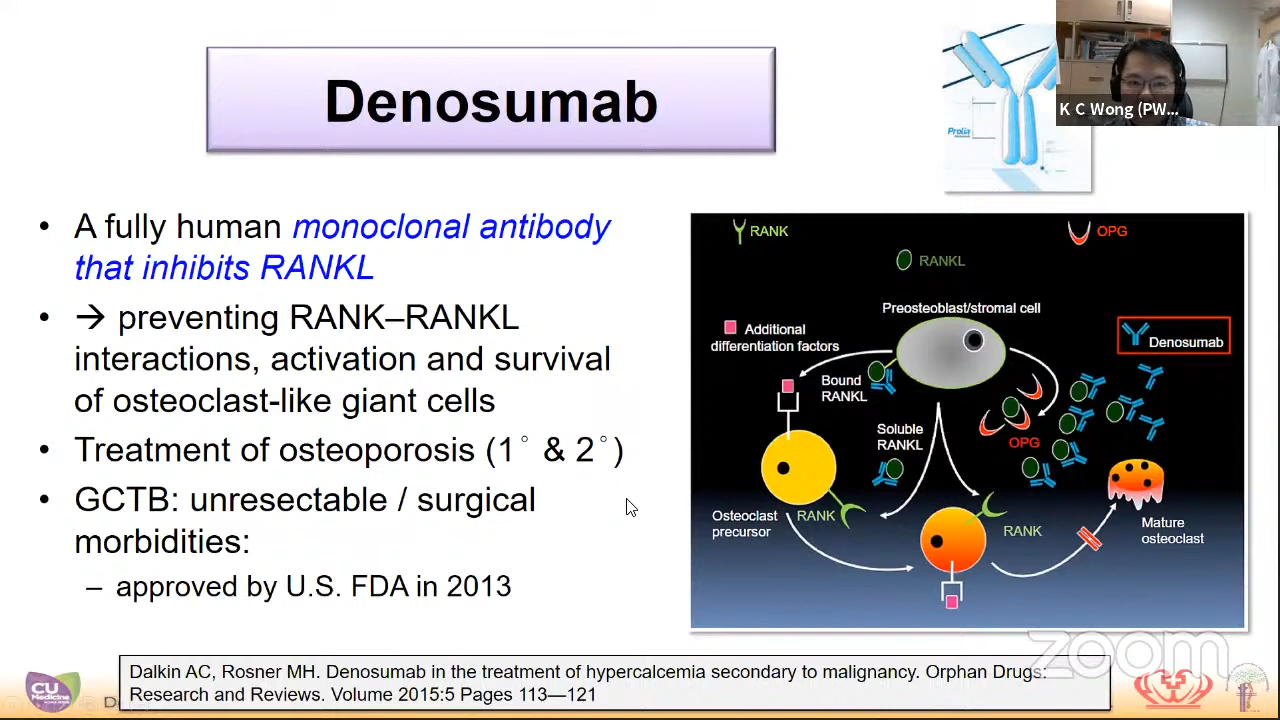 Denosumab
Prolia
K C Wong (PW...
• A fully human monoclonal antibody
that inhibits RANKL
• → preventing RANK–RANKL
interactions, activation and survival
of osteoclast-like giant cells
• Treatment of osteoporosis (1° & 2°)
• GCTB: unresectable / surgical
morbidities:
– approved by U.S. FDA in 2013
RANK
OPG
RANKL
Preosteoblast/stromal cell
Additional
differentiation factors
Denosumab
Bound
RANKL
Soluble
RANKL
OPG
Osteoclast
precursor
RANK
RANK
Mature
osteoclast
zoom
Dalkin AC, Rosner MH. Denosumab in the treatment of hypercalcemia secondary to malignancy. Orphan Drugs:
Research and Reviews. Volume 2015:5 Pages 113—121
CU
Medicine